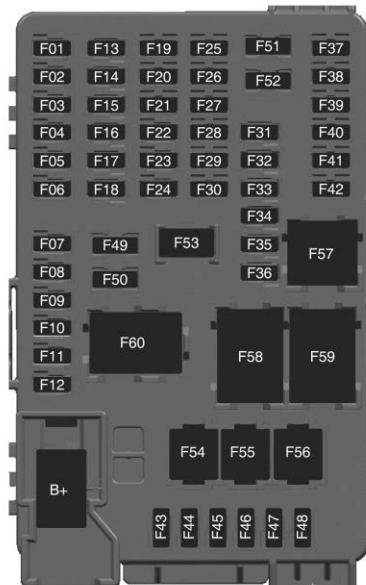 F01 F13 F19 F25 F51 F37
F02 F14 F20 F26 F52 F38
F03 F15 F21 F27 F39
F04 F16 F22 F28 F31 F40
F05 F17 F23 F29 F32 F41
F06 F18 F24 F30 F33 F42
F34
F07 F49 F53 F35 F57
F08 F50 F36
F09
F10 F60 F58 F59
F11
F12
F54 F55 F56
B+
F43 F44 F45 F46 F47 F48